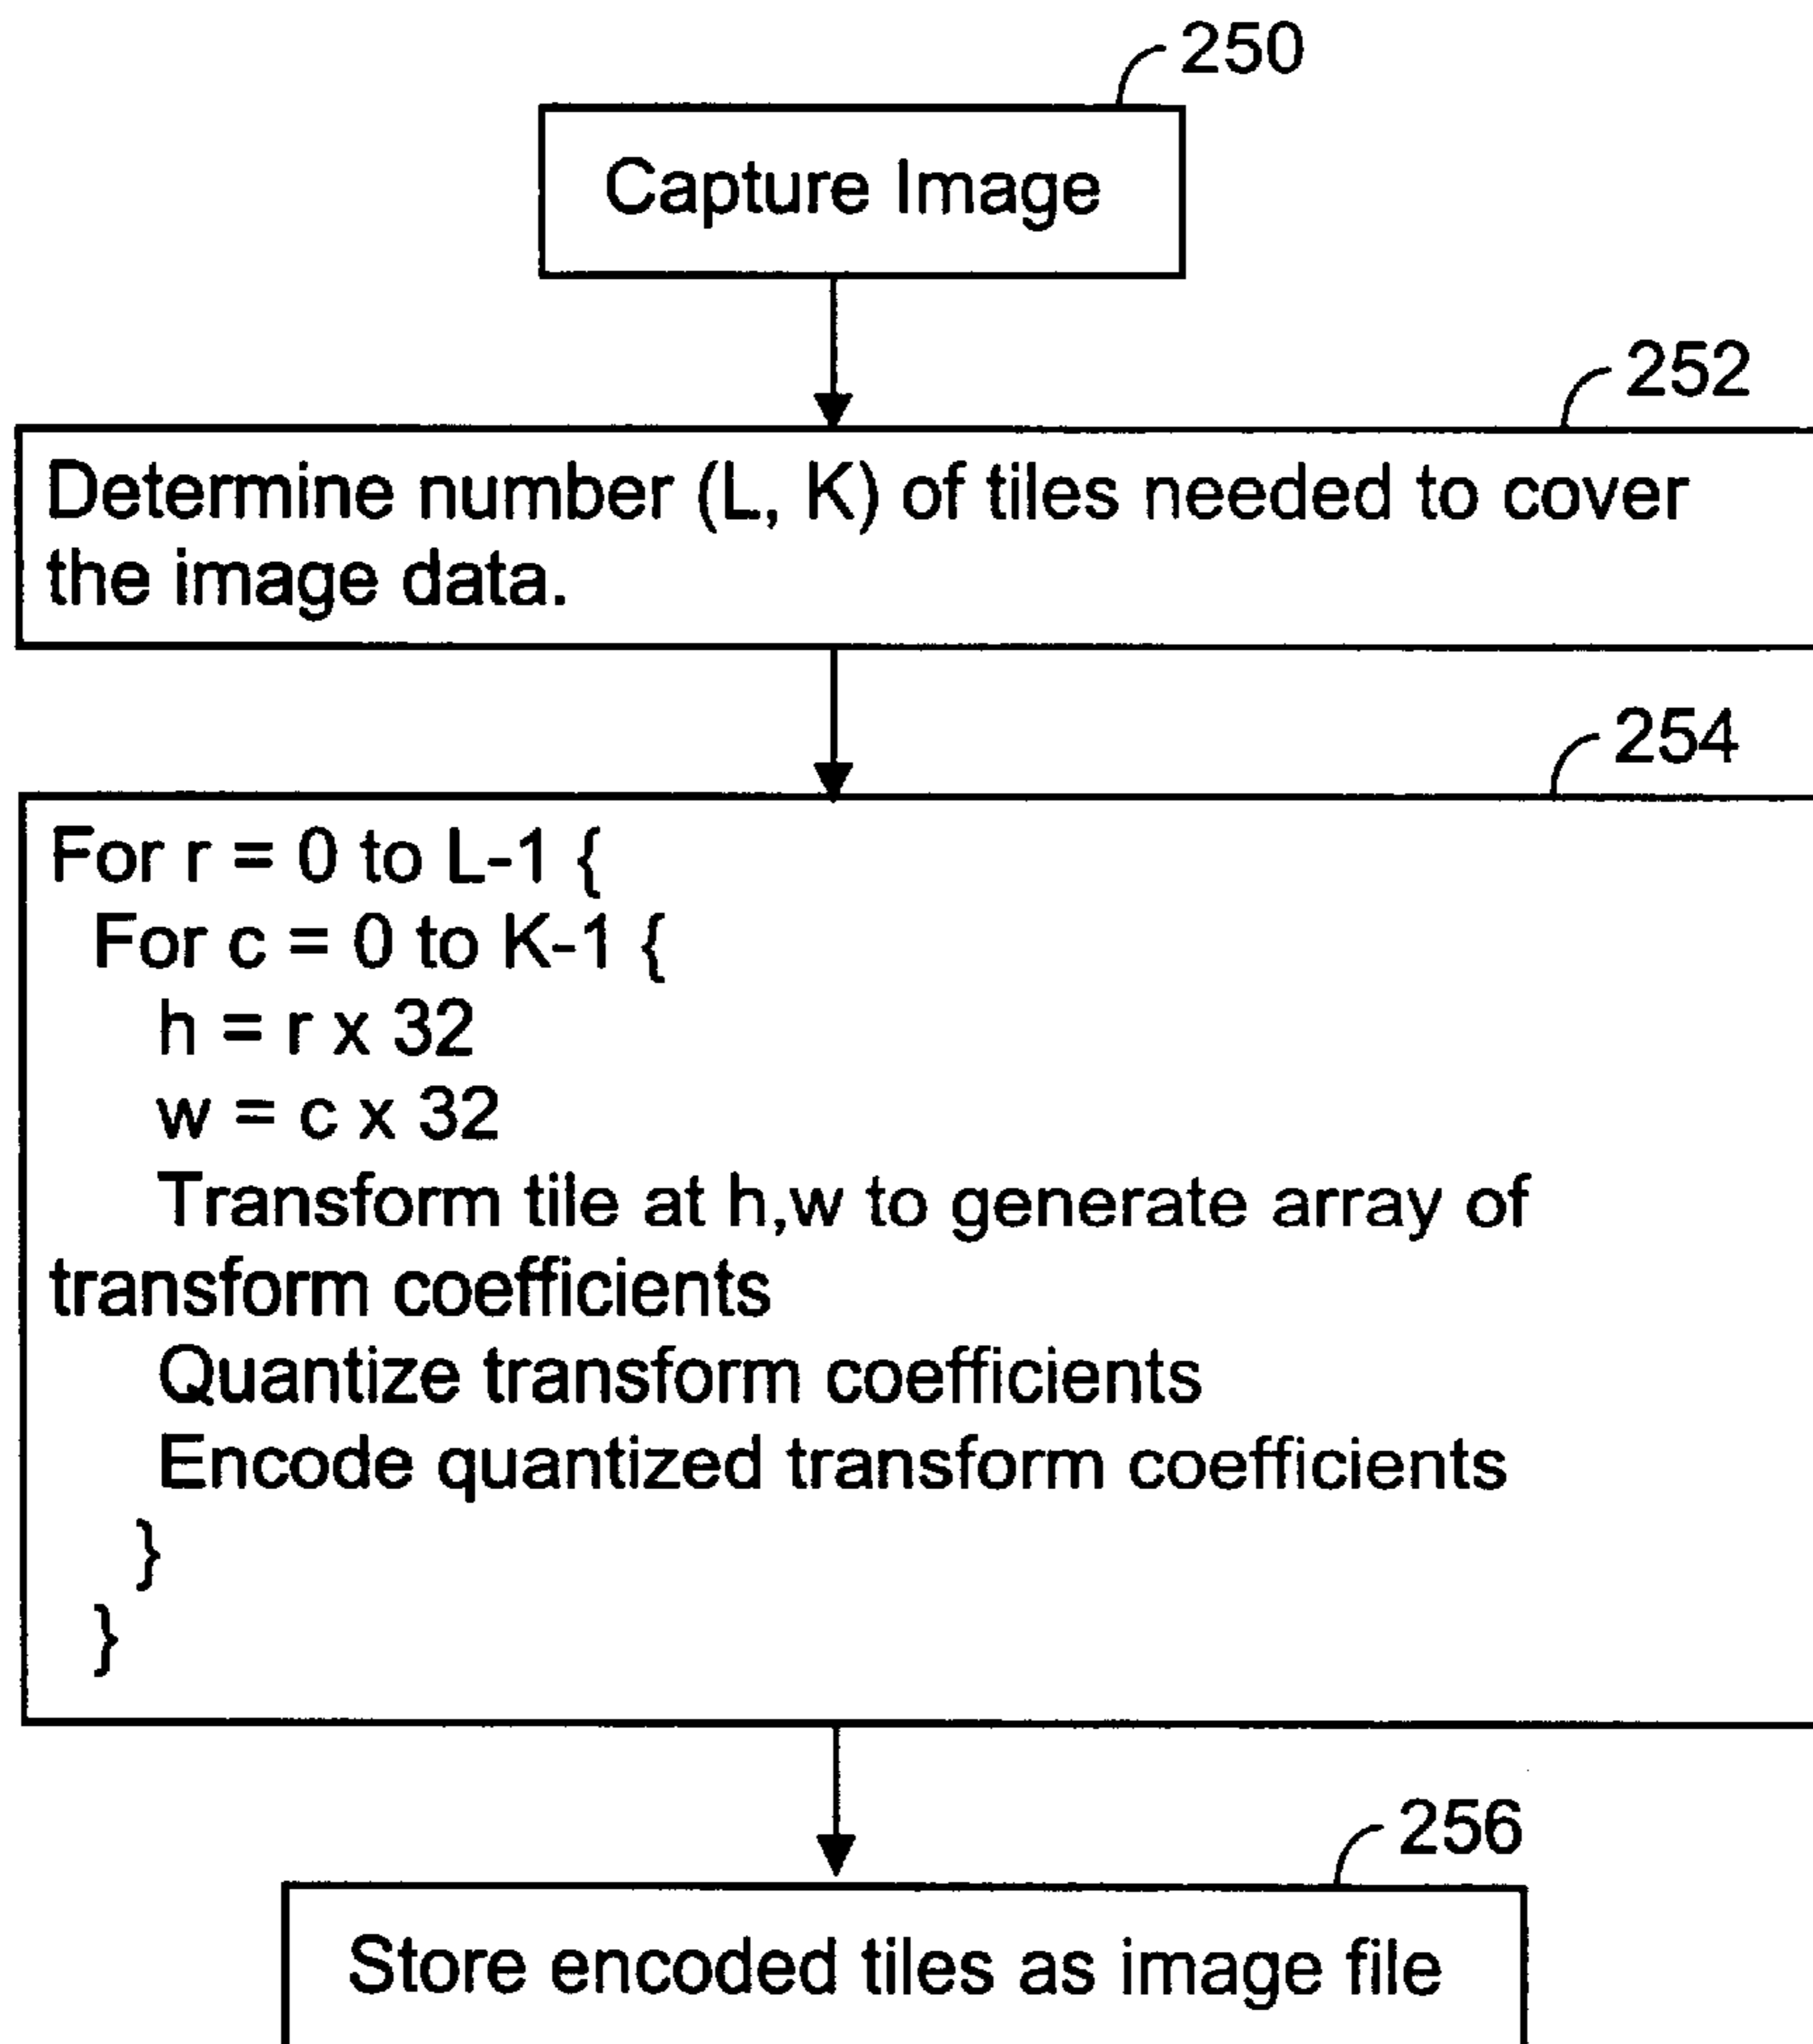 250
Capture Image
252
Determine number (L, K) of tiles needed to cover
the image data.
254
For r = 0 to L-1 {
For c = 0 to K-1 {
h = r x 32
w = c x 32
Transform tile at h,w to generate array of
transform coefficients
Quantize transform coefficients
Encode quantized transform coefficients
}
}
256
Store encoded tiles as image file